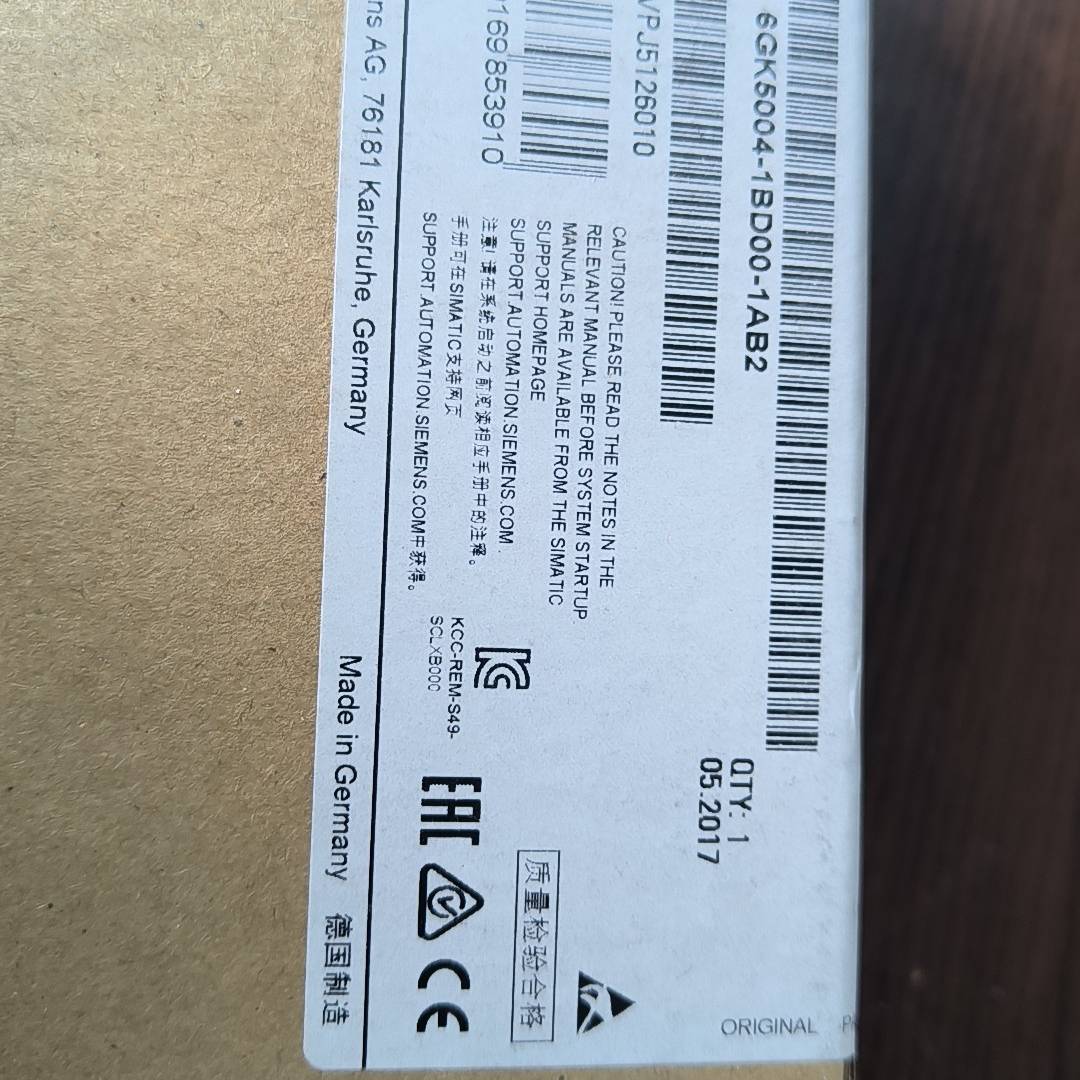 6GK5004-1BD00-1AB2
QTY: 1
05.2017
VPJ5126010
169853910
CAUTION! PLEASE READ THE NOTES IN THE
RELEVANT MANUAL BEFORE SYSTEM STARTUP.
MANUALS ARE AVAILABLE FROM THE SIMATIC
SUPPORT HOMEPAGE
SUPPORT.AUTOMATION.SIEMENS.COM.
注意! 请在系统启动之前阅读相应手册中的注释。
手册可在SIMATIC支持网页
SUPPORT.AUTOMATION.SIEMENS.COM中获得。
KCC-REM-S49-
SCLXB000
EAC
CE
质量检验合格
ORIGINAL
ns AG, 76181 Karlsruhe, Germany
Made in Germany 德国制造